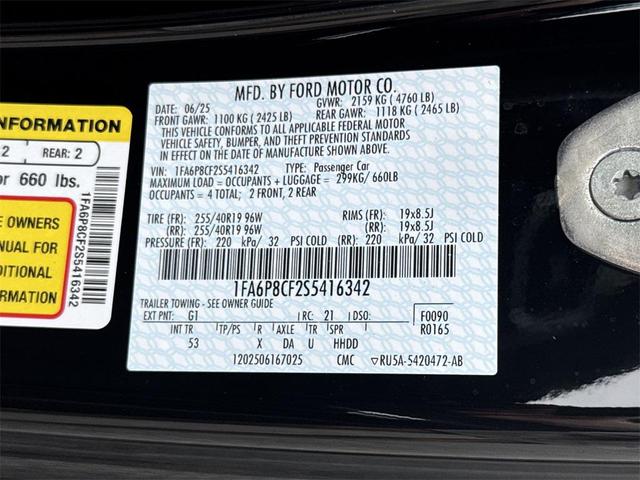 MFD. BY FORD MOTOR CO.
DATE: 06/25 GVWR: 2159 KG ( 4760 LB)
FRONT GAWR: 1100 KG ( 2425 LB) REAR GAWR: 1118 KG ( 2465 LB)
THIS VEHICLE CONFORMS TO ALL APPLICABLE FEDERAL MOTOR
VEHICLE SAFETY, BUMPER, AND THEFT PREVENTION STANDARDS
IN EFFECT ON THE DATE OF MANUFACTURE SHOWN ABOVE.
VIN: 1FA6P8CF2S5416342 TYPE: Passenger Car
MAXIMUM LOAD = OCCUPANTS + LUGGAGE = 299KG/ 660LB
OCCUPANTS = 4 TOTAL; 2 FRONT, 2 REAR
TIRE (FR): 255/40R19 96W RIMS (FR): 19x8.5J
(RR): 255/40R19 96W (RR): 19x8.5J
PRESSURE (FR): 220 kPa/ 32 PSI COLD (RR): 220 kPa/ 32 PSI COLD
1FA6P8CF2S5416342
TRAILER TOWING - SEE OWNER GUIDE
EXT PNT: G1 RC: 21 DSO: F0090
R0165
INT TR TP/PS R AXLE TR SPR
53 X DA U HHDD
1202506167025 CMC ▽RU5A-5420472-AB
INFORMATION
2 REAR: 2
or 660 lbs.
E OWNERS
NUAL FOR
DITIONAL
ORMATION
1FA6P8CF2S5416342